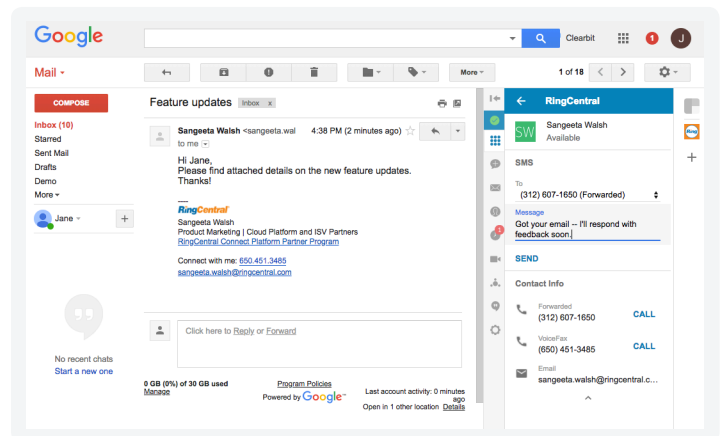 Google
Clearbit
1
J
Mail
More
1 of 18
COMPOSE
Inbox (10)
Starred
Sent Mail
Drafts
Demo
More
Jane
+
No recent chats
Start a new one
Feature updates
Inbox x
Sangeeta Walsh <sangeeta.wal 4:38 PM (2 minutes ago)
to me
Hi Jane,
Please find attached details on the new feature updates.
Thanks!
RingCentral
Sangeeta Walsh
Product Marketing | Cloud Platform and ISV Partners
RingCentral Connect Platform Partner Program
Connect with me: 650.451.3485
sangeeta.walsh@ringcentral.com
Click here to Reply or Forward
0 GB (0%) of 30 GB used
Manage
Program Policies
Powered by Google™
Last account activity: 0 minutes
ago
Open in 1 other location Details
1
RingCentral
SW
Sangeeta Walsh
Available
SMS
To
(312) 607-1650 (Forwarded)
Message
Got your email -- I'll respond with
feedback soon.
SEND
Contact Info
Forwarded
(312) 607-1650
CALL
VoiceFax
(650) 451-3485
CALL
Email
sangeeta.walsh@ringcentral.c...
Ring
+